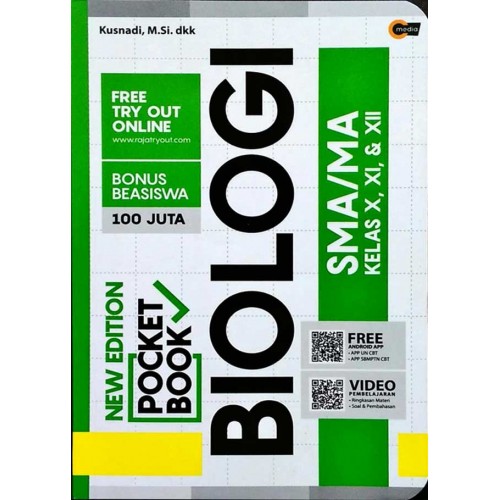 Kusnadi, M.Si. dkk
C media
FREE
TRY OUT
ONLINE
www.rajatryout.com
BONUS
BEASISWA
100 JUTA
NEW EDITION
POCKET
BOOK
BIOLOGI
SMA/MA
KELAS X, XI, & XII
FREE
ANDROID APP
• APP UN CBT
• APP SBMPTN CBT
VIDEO
PEMBELAJARAN
• Ringkasan Materi
• Soal & Pembahasan